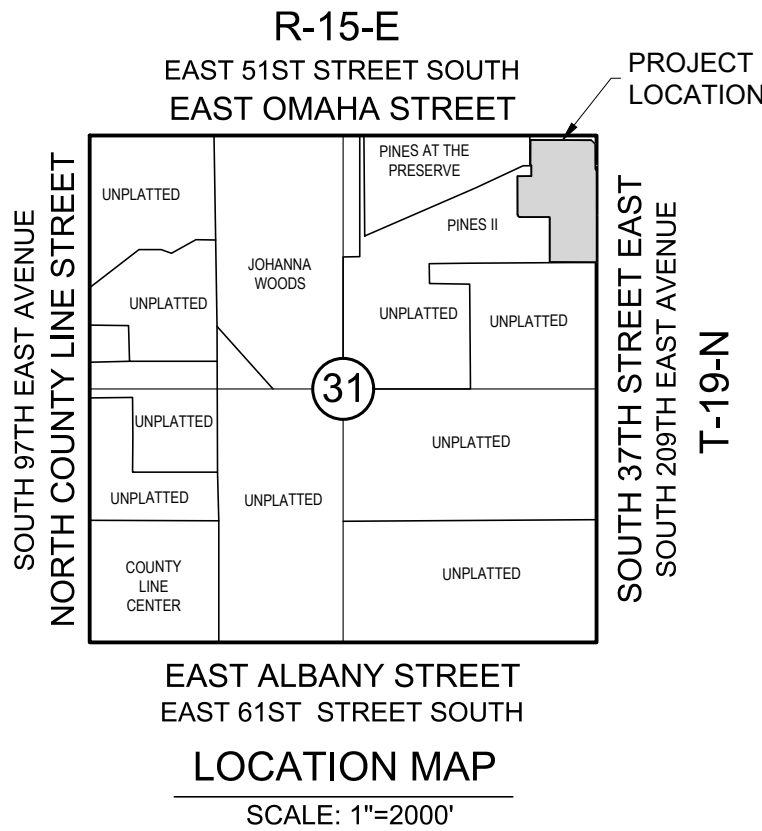 R-15-E
EAST 51ST STREET SOUTH
EAST OMAHA STREET
PROJECT
LOCATION
SOUTH 97TH EAST AVENUE
NORTH COUNTY LINE STREET
UNPLATTED
PINES AT THE
PRESERVE
PINES II
JOHANNA
WOODS
UNPLATTED
UNPLATTED
UNPLATTED
31
UNPLATTED
UNPLATTED
UNPLATTED
UNPLATTED
COUNTY
LINE
CENTER
UNPLATTED
SOUTH 37TH STREET EAST
SOUTH 209TH EAST AVENUE
T-19-N
EAST ALBANY STREET
EAST 61ST STREET SOUTH
LOCATION MAP
SCALE: 1"=2000'